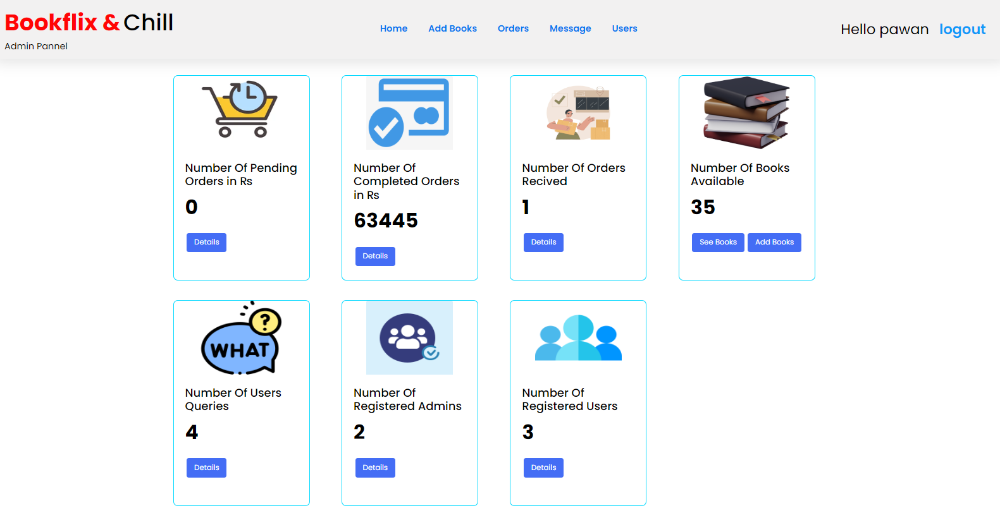 Bookflix & Chill
Admin Pannel
Home Add Books Orders Message Users
Hello pawan logout
Number Of Pending
Orders in Rs
0
Details
Number Of
Completed Orders
in Rs
63445
Details
Number Of Orders
Recived
1
Details
Number Of Books
Available
35
See Books Add Books
?
WHAT
Number Of Users
Queries
4
Details
Number Of
Registered Admins
2
Details
Number Of
Registered Users
3
Details